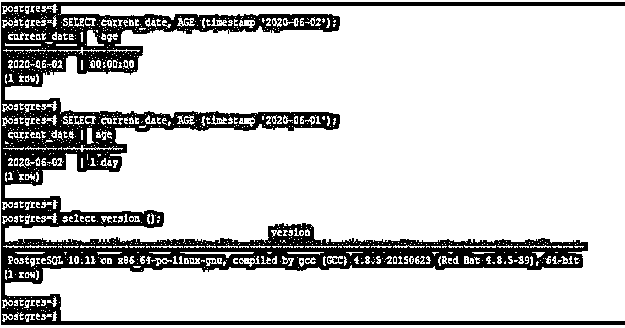 postgres=#
postgres=# SELECT current_date, AGE (timestamp '2020-06-02');
current_date | age
--------------+----------
2020-06-02 | 00:00:00
(1 row)
postgres=#
postgres=# SELECT current_date, AGE (timestamp '2020-06-01');
current_date | age
--------------+-------
2020-06-02 | 1 day
(1 row)
postgres=#
postgres=# select version ();
version
PostgreSQL 10.11 on x86_64-pc-linux-gnu, compiled by gcc (GCC) 4.8.5 20150623 (Red Hat 4.8.5-39), 64-bit
(1 row)
postgres=#
postgres=#